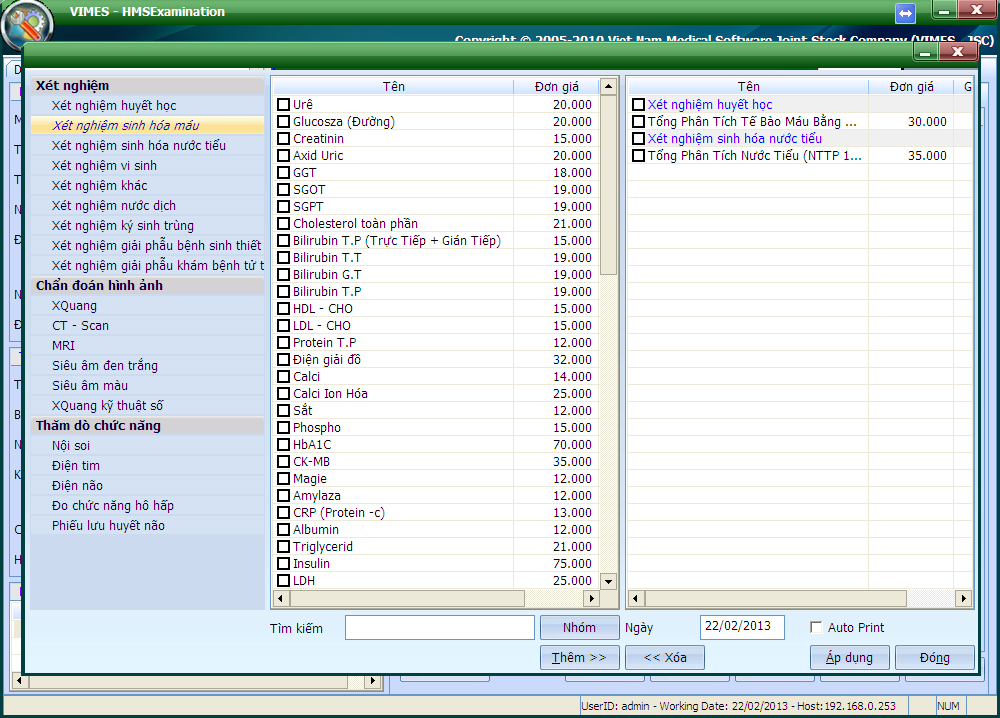 VIMES - HMSExamination
Xét nghiệm
Xét nghiệm huyết học
Xét nghiệm sinh hóa máu
Xét nghiệm sinh hóa nước tiểu
Xét nghiệm vi sinh
Xét nghiệm khác
Xét nghiệm nước dịch
Xét nghiệm ký sinh trùng
Xét nghiệm giải phẫu bệnh sinh thiết
Xét nghiệm giải phẫu khám bệnh tử t
Chẩn đoán hình ảnh
XQuang
CT - Scan
MRI
Siêu âm đen trắng
Siêu âm màu
XQuang kỹ thuật số
Thăm dò chức năng
Nội soi
Điện tim
Điện não
Đo chức năng hô hấp
Phiếu lưu huyết não
Tên Đơn giá
Urê 20.000
Glucosza (Đường) 20.000
Creatinin 15.000
Axid Uric 20.000
GGT 18.000
SGOT 19.000
SGPT 19.000
Cholesterol toàn phần 21.000
Bilirubin T.P (Trực Tiếp + Gián Tiếp) 15.000
Bilirubin T.T 19.000
Bilirubin G.T 19.000
Bilirubin T.P 19.000
HDL - CHO 15.000
LDL - CHO 15.000
Protein T.P 12.000
Điện giải đồ 32.000
Calci 14.000
Calci Ion Hóa 25.000
Sắt 12.000
Phospho 15.000
HbA1C 70.000
CK-MB 35.000
Magie 12.000
Amylaza 12.000
CRP (Protein -c) 13.000
Albumin 12.000
Triglycerid 21.000
Insulin 75.000
LDH 25.000
Tên Đơn giá G
Xét nghiệm huyết học
Tổng Phân Tích Tế Bào Máu Bằng ... 30.000
Xét nghiệm sinh hóa nước tiểu
Tổng Phân Tích Nước Tiểu (NTTP 1... 35.000
Tìm kiếm Nhóm Ngày 22/02/2013 Auto Print
Thêm >> << Xóa Áp dụng Đóng
UserID: admin - Working Date: 22/02/2013 - Host:192.168.0.253 NUM